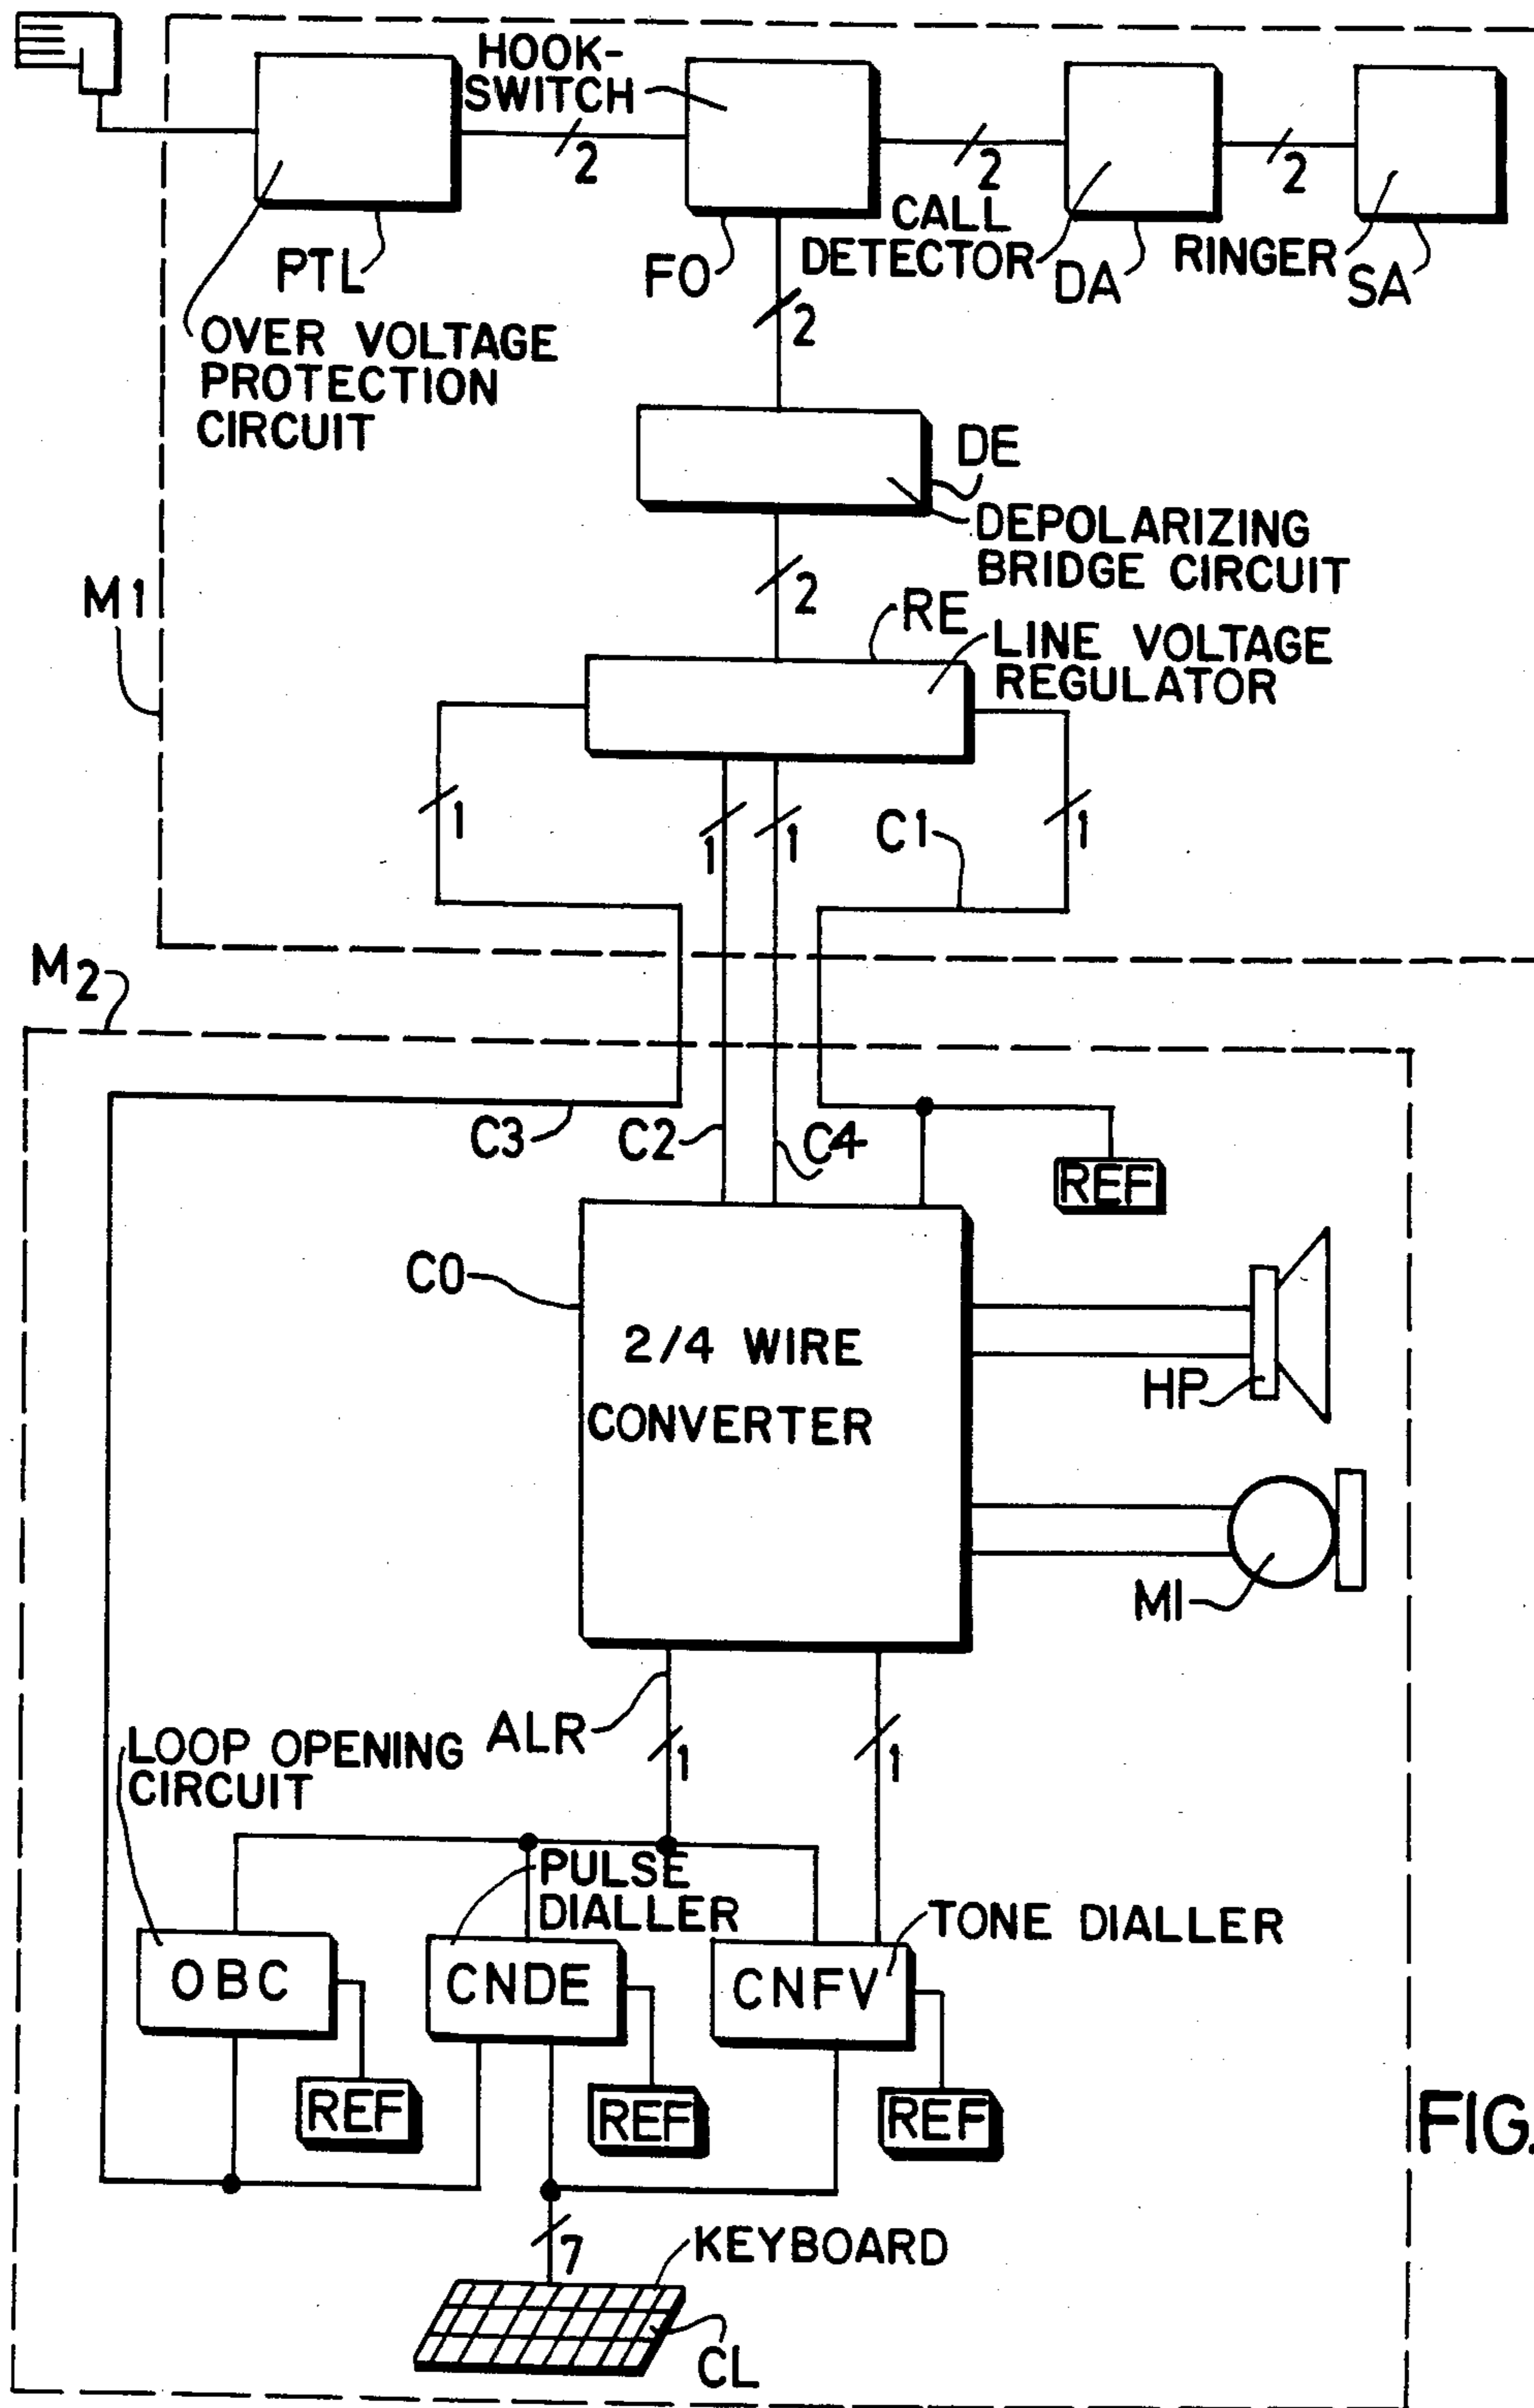 HOOK-
SWITCH
2
2
2
PTL
FO
CALL
DETECTOR
DA
RINGER
SA
OVER VOLTAGE
PROTECTION
CIRCUIT
2
DE
DEPOLARIZING
BRIDGE CIRCUIT
M1
2
RE
LINE VOLTAGE
REGULATOR
1
1
1
C1
1
M2
C3
C2
C4
REF
CO
2/4 WIRE
CONVERTER
HP
MI
LOOP OPENING
CIRCUIT
ALR
1
1
PULSE
DIALLER
TONE DIALLER
OBC
CNDE
CNFV
REF
REF
REF
FIG.
7
KEYBOARD
CL